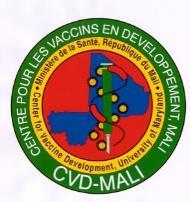 CENTRE POUR LES VACCINS EN DEVELOPPEMENT, MALI
Ministère de la Santé, République du Mali
Center for Vaccine Development, University of Maryland
CVD-MALI